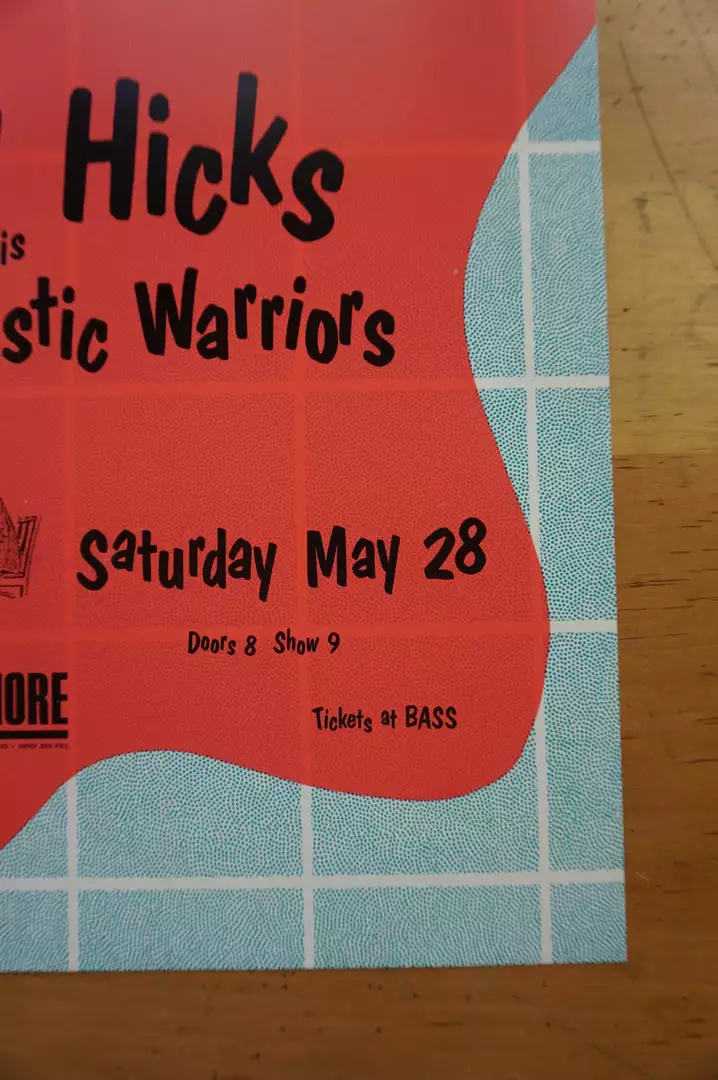 Hicks
is
stic Warriors
Saturday May 28
Doors 8 Show 9
MORE
Tickets at BASS